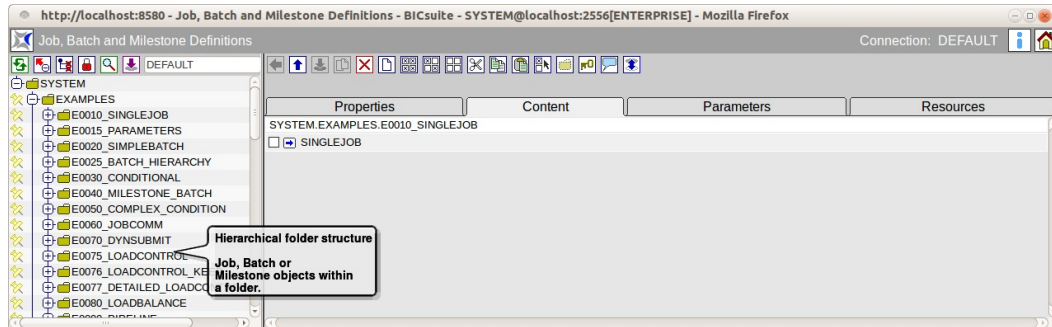 http://localhost:8580 - Job, Batch and Milestone Definitions - BICsuite - SYSTEM@localhost:2556[ENTERPRISE] - Mozilla Firefox
Job, Batch and Milestone Definitions
Connection: DEFAULT
DEFAULT
SYSTEM
EXAMPLES
E0010_SINGLEJOB
E0015_PARAMETERS
E0020_SIMPLEBATCH
E0025_BATCH_HIERARCHY
E0030_CONDITIONAL
E0040_MILESTONE_BATCH
E0050_COMPLEX_CONDITION
E0060_JOBCOMM
E0070_DYNSUBMIT
E0075_LOADCONTROL
E0076_LOADCONTROL_KE
E0077_DETAILED_LOADCO
E0080_LOADBALANCE
Hierarchical folder structure
Job, Batch or
Milestone objects within
a folder.
Properties
Content
Parameters
Resources
SYSTEM.EXAMPLES.E0010_SINGLEJOB
SINGLEJOB